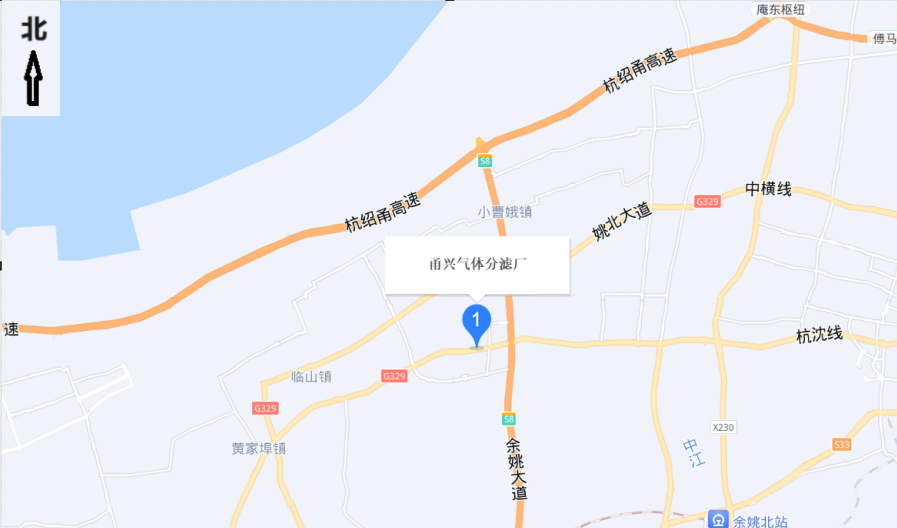 北
庵东枢纽
傅马
杭绍甬高速
S8
中横线
G329
杭绍甬高速
小曹娥镇
姚北大道
甬兴气体分滤厂
1
速
杭沈线
临山镇
G329
G329
S8
X230
黄家埠镇
余姚大道
中江
S33
余姚北站